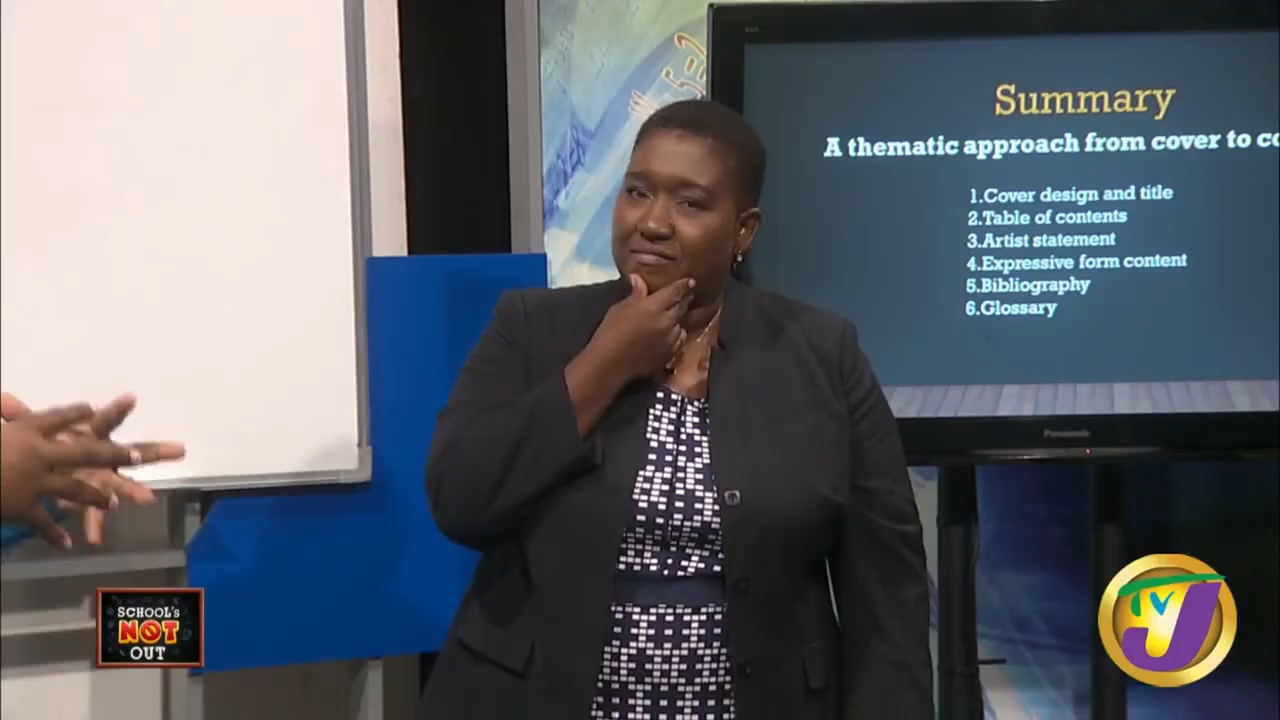 Summary
A thematic approach from cover to co
1.Cover design and title
2.Table of contents
3.Artist statement
4.Expressive form content
5.Bibliography
6.Glossary
Panasonic
SCHOOL's
NOT
OUT
TVJ